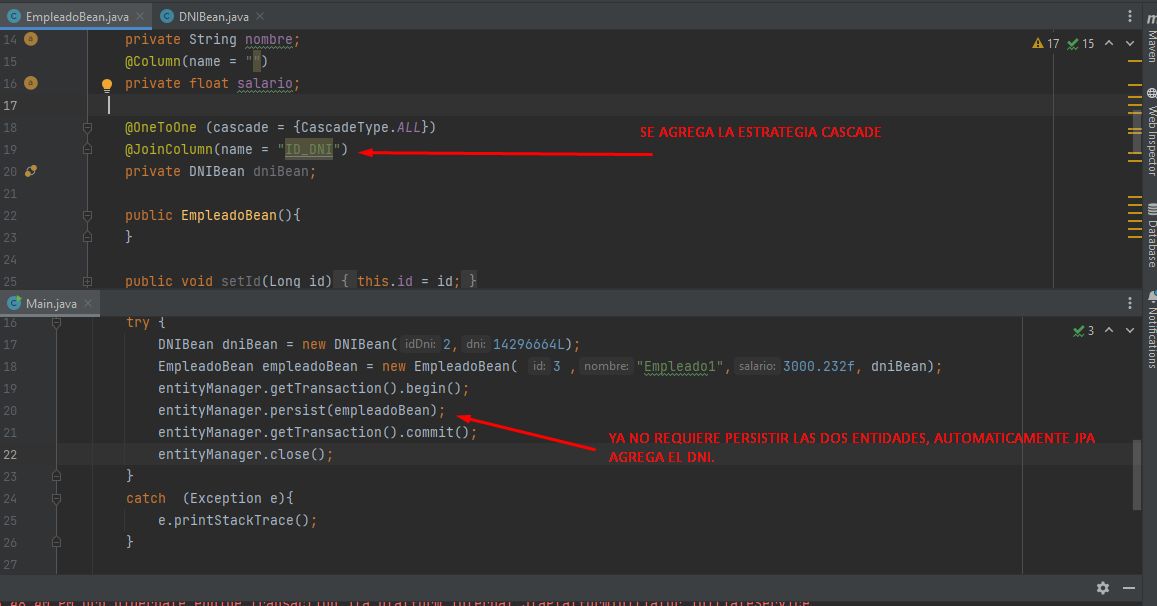 EmpleadoBean.java × DNIBean.java ×
14 private String nombre;
15 @Column(name = "")
17 15
16 private float salario;
17
18 @OneToOne (cascade = {CascadeType.ALL})
SE AGREGA LA ESTRATEGIA CASCADE
19 @JoinColumn(name = "ID_DNI")
20 private DNIBean dniBean;
21
22 public EmpleadoBean(){
23 }
24
25 public void setId(Long id) { this.id = id; }
Main.java ×
16 try {
3
17 DNIBean dniBean = new DNIBean( idDni: 2, dni: 14296664L);
18 EmpleadoBean empleadoBean = new EmpleadoBean( id: 3 , nombre: "Empleado1", salario: 3000.232f, dniBean);
19 entityManager.getTransaction().begin();
20 entityManager.persist(empleadoBean);
21 entityManager.getTransaction().commit();
YA NO REQUIERE PERSISTIR LAS DOS ENTIDADES, AUTOMATICAMENTE JPA
AGREGA EL DNI.
22 entityManager.close();
23 }
24 catch (Exception e){
25 e.printStackTrace();
26 }
27
m
Maven
Web Inspector
Database
Notifications